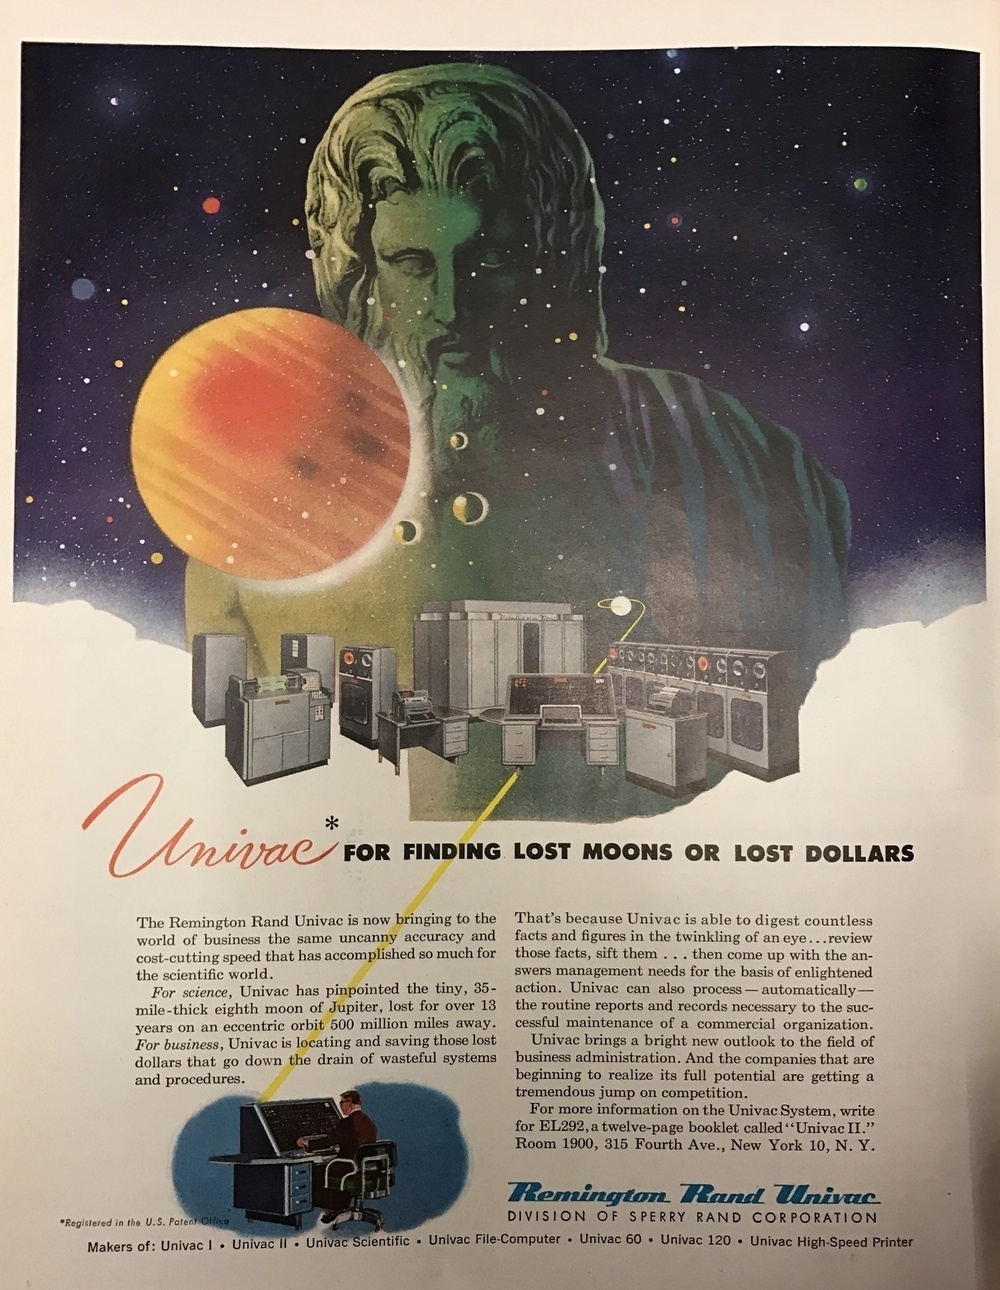 Univac*
FOR FINDING LOST MOONS OR LOST DOLLARS
The Remington Rand Univac is now bringing to the
world of business the same uncanny accuracy and
cost-cutting speed that has accomplished so much for
the scientific world.
For science, Univac has pinpointed the tiny, 35-
mile-thick eighth moon of Jupiter, lost for over 13
years on an eccentric orbit 500 million miles away.
For business, Univac is locating and saving those lost
dollars that go down the drain of wasteful systems
and procedures.
That's because Univac is able to digest countless
facts and figures in the twinkling of an eye...review
those facts, sift them . . . then come up with the an-
swers management needs for the basis of enlightened
action. Univac can also process—automatically—
the routine reports and records necessary to the suc-
cessful maintenance of a commercial organization.
Univac brings a bright new outlook to the field of
business administration. And the companies that are
beginning to realize its full potential are getting a
tremendous jump on competition.
For more information on the Univac System, write
for EL292, a twelve-page booklet called "Univac II."
Room 1900, 315 Fourth Ave., New York 10, N. Y.
Remington Rand Univac
DIVISION OF SPERRY RAND CORPORATION
*Registered in the U.S. Patent Office
Makers of: Univac I • Univac II • Univac Scientific • Univac File-Computer • Univac 60 • Univac 120 • Univac High-Speed Printer